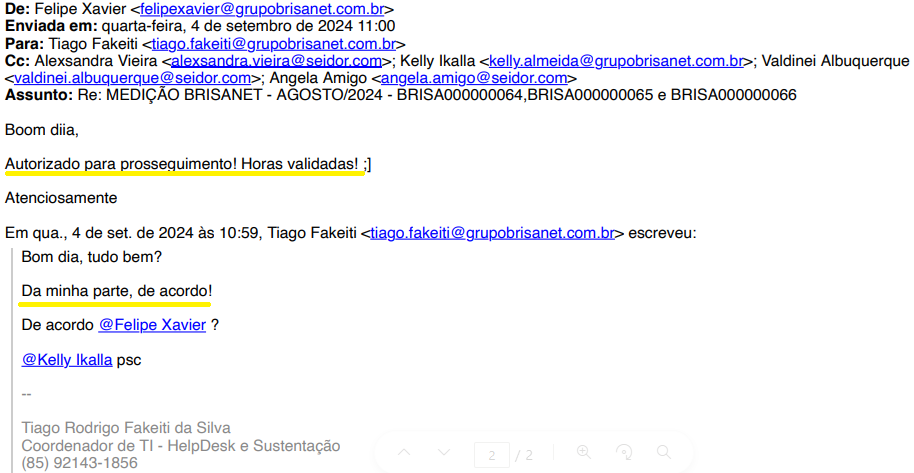 De: Felipe Xavier <felipexavier@grupobrisanet.com.br>
Enviada em: quarta-feira, 4 de setembro de 2024 11:00
Para: Tiago Fakeiti <tiago.fakeiti@grupobrisanet.com.br>
Cc: Alexsandra Vieira <alexsandra.vieira@seidor.com>; Kelly Ikalla <kelly.almeida@grupobrisanet.com.br>; Valdinei Albuquerque
<valdinei.albuquerque@seidor.com>; Angela Amigo <angela.amigo@seidor.com>
Assunto: Re: MEDIÇÃO BRISANET - AGOSTO/2024 - BRISA000000064,BRISA000000065 e BRISA000000066
Boom diia,
Autorizado para prosseguimento! Horas validadas! ;]
Atenciosamente
Em qua., 4 de set. de 2024 às 10:59, Tiago Fakeiti <tiago.fakeiti@grupobrisanet.com.br> escreveu:
Bom dia, tudo bem?
Da minha parte, de acordo!
De acordo @Felipe Xavier ?
@Kelly Ikalla psc
--
Tiago Rodrigo Fakeiti da Silva
Coordenador de TI - HelpDesk e Sustentação
(85) 92143-1856
2 / 2